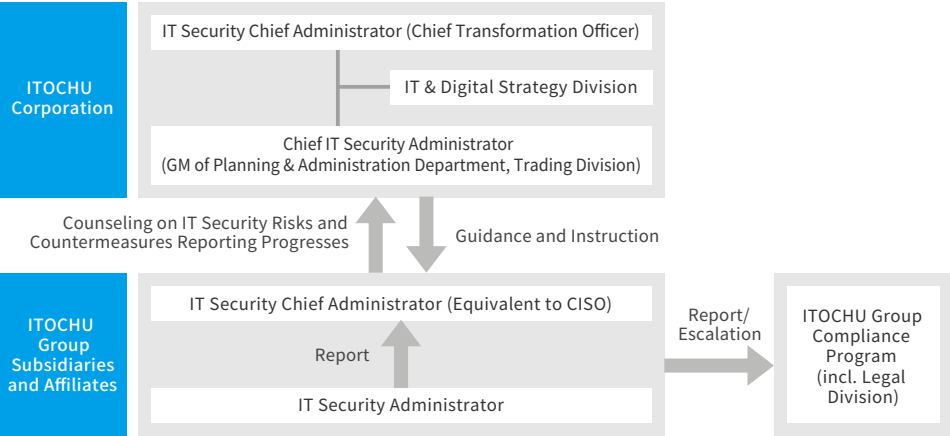 ITOCHU
Corporation
IT Security Chief Administrator (Chief Transformation Officer)
IT & Digital Strategy Division
Chief IT Security Administrator
(GM of Planning & Administration Department, Trading Division)
Counseling on IT Security Risks and
Countermeasures Reporting Progresses
Guidance and Instruction
ITOCHU
Group
Subsidiaries
and Affiliates
IT Security Chief Administrator (Equivalent to CISO)
Report
IT Security Administrator
Report/
Escalation
ITOCHU Group
Compliance
Program
(incl. Legal
Division)